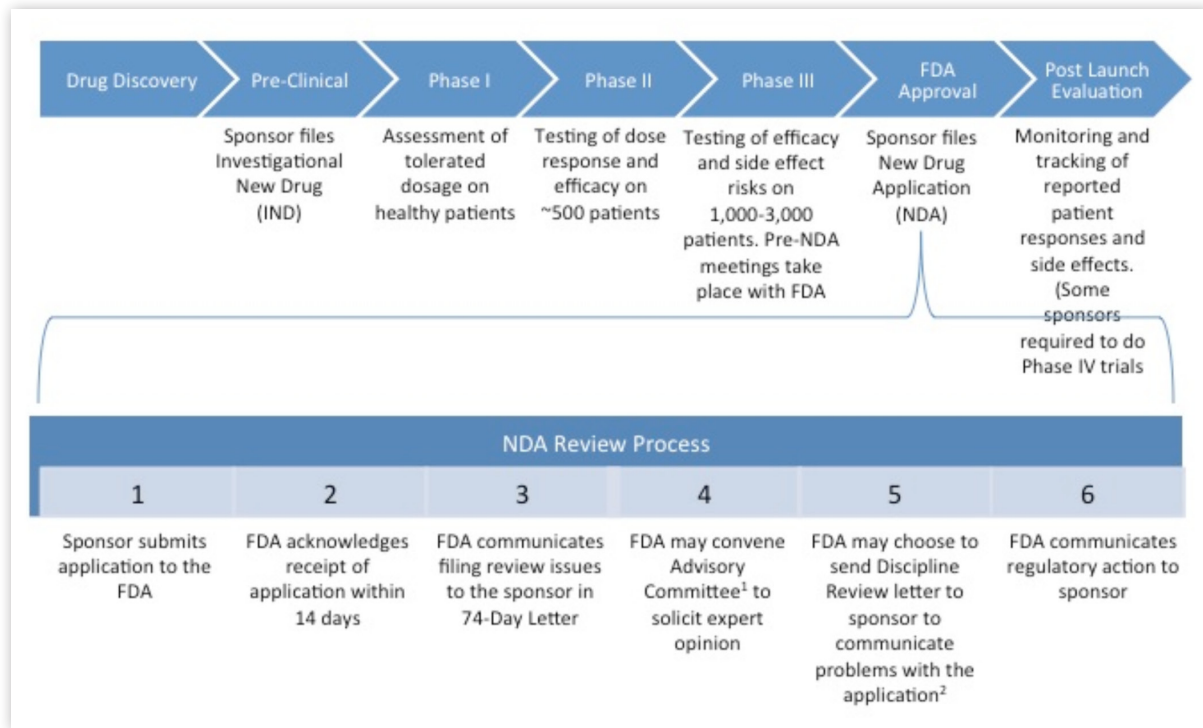 Drug Discovery
Pre-Clinical
Phase I
Phase II
Phase III
FDA
Approval
Post Launch
Evaluation
Sponsor files
Investigational
New Drug
(IND)
Assessment of
tolerated
dosage on
healthy patients
Testing of dose
response and
efficacy on
~500 patients
Testing of efficacy
and side effect
risks on
1,000-3,000
patients. Pre-NDA
meetings take
place with FDA
Sponsor files
New Drug
Application
(NDA)
Monitoring and
tracking of
reported
patient
responses and
side effects.
(Some
sponsors
required to do
Phase IV trials
NDA Review Process
1
2
3
4
5
6
Sponsor submits
application to the
FDA
FDA acknowledges
receipt of
application within
14 days
FDA communicates
filing review issues
to the sponsor in
74-Day Letter
FDA may convene
Advisory
Committee¹ to
solicit expert
opinion
FDA may choose to
send Discipline
Review letter to
sponsor to
communicate
problems with the
application²
FDA communicates
regulatory action to
sponsor